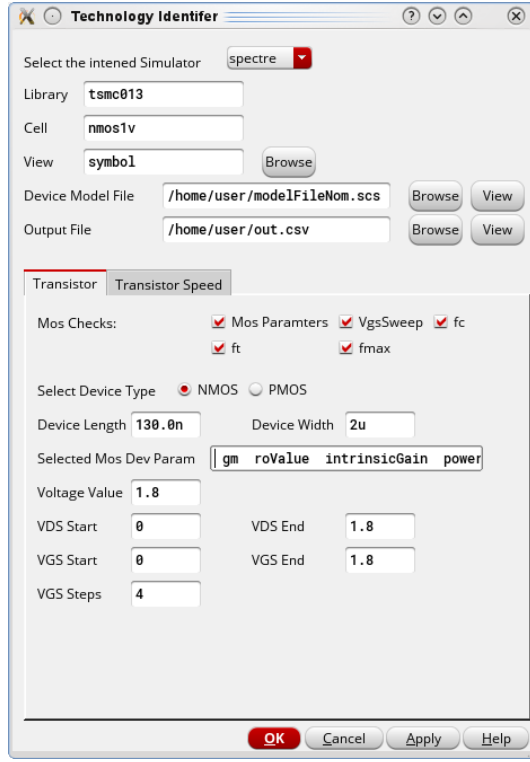 Technology Identifer
Select the intened Simulator spectre
Library tsmc013
Cell nmos1v
View symbol Browse
Device Model File /home/user/modelFileNom.scs Browse View
Output File /home/user/out.csv Browse View
Transistor Transistor Speed
Mos Checks: Mos Paramters VgsSweep fc
ft fmax
Select Device Type NMOS PMOS
Device Length 130.0n Device Width 2u
Selected Mos Dev Param gm roValue intrinsicGain power
Voltage Value 1.8
VDS Start 0 VDS End 1.8
VGS Start 0 VGS End 1.8
VGS Steps 4
OK Cancel Apply Help